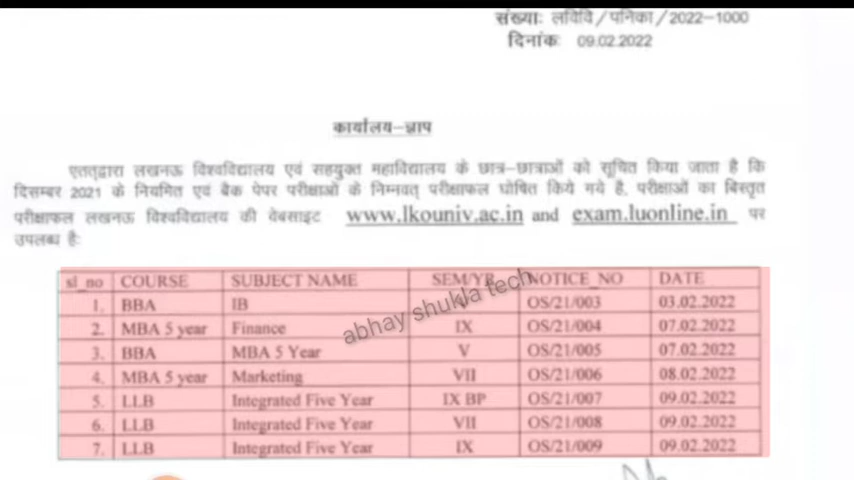 संख्याः लविवि/पनिका/2022-1000
दिनांकः 09.02.2022
कार्यालय-ज्ञाप
एतद्द्वारा लखनऊ विश्वविद्यालय एवं सहयुक्त महाविद्यालय के छात्र-छात्राओं को सूचित किया जाता है कि
दिसम्बर 2021 के नियमित एवं बैक पेपर परीक्षाओं के निम्नवत् परीक्षाफल घोषित किये गये है, परीक्षाओं का विस्तृत
परीक्षाफल लखनऊ विश्वविद्यालय की वेबसाइट www.lkouniv.ac.in and exam.luonline.in पर
उपलब्ध हैः
sl_no COURSE SUBJECT NAME SEM/YR NOTICE_NO DATE
1. BBA IB V OS/21/003 03.02.2022
2. MBA 5 year Finance IX OS/21/004 07.02.2022
3. BBA MBA 5 Year V OS/21/005 07.02.2022
4. MBA 5 year Marketing VII OS/21/006 08.02.2022
5. LLB Integrated Five Year IX BP OS/21/007 09.02.2022
6. LLB Integrated Five Year VII OS/21/008 09.02.2022
7. LLB Integrated Five Year IX OS/21/009 09.02.2022
abhay shukla tech